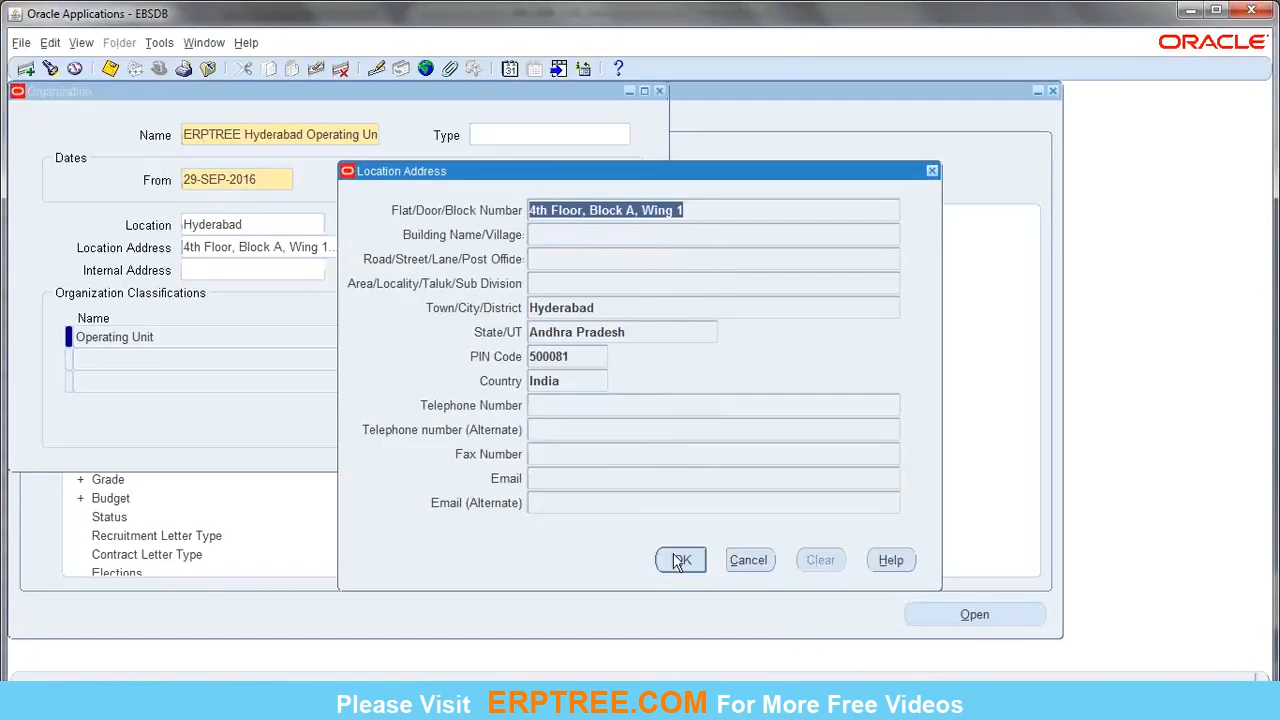 Oracle Applications - EBSDB
File Edit View Folder Tools Window Help
ORACLE
Organization
Name ERPTREE Hyderabad Operating Un
Type
Dates
From 29-SEP-2016
Location Hyderabad
Location Address 4th Floor, Block A, Wing 1...
Internal Address
Organization Classifications
Name
Operating Unit
+ Grade
+ Budget
Status
Recruitment Letter Type
Contract Letter Type
Elections
Location Address
Flat/Door/Block Number 4th Floor, Block A, Wing 1
Building Name/Village:
Road/Street/Lane/Post Offide:
Area/Locality/Taluk/Sub Division
Town/City/District Hyderabad
State/UT Andhra Pradesh
PIN Code 500081
Country India
Telephone Number
Telephone number (Alternate)
Fax Number
Email
Email (Alternate)
OK Cancel Clear Help
Open
Please Visit ERPTREE.COM For More Free Videos